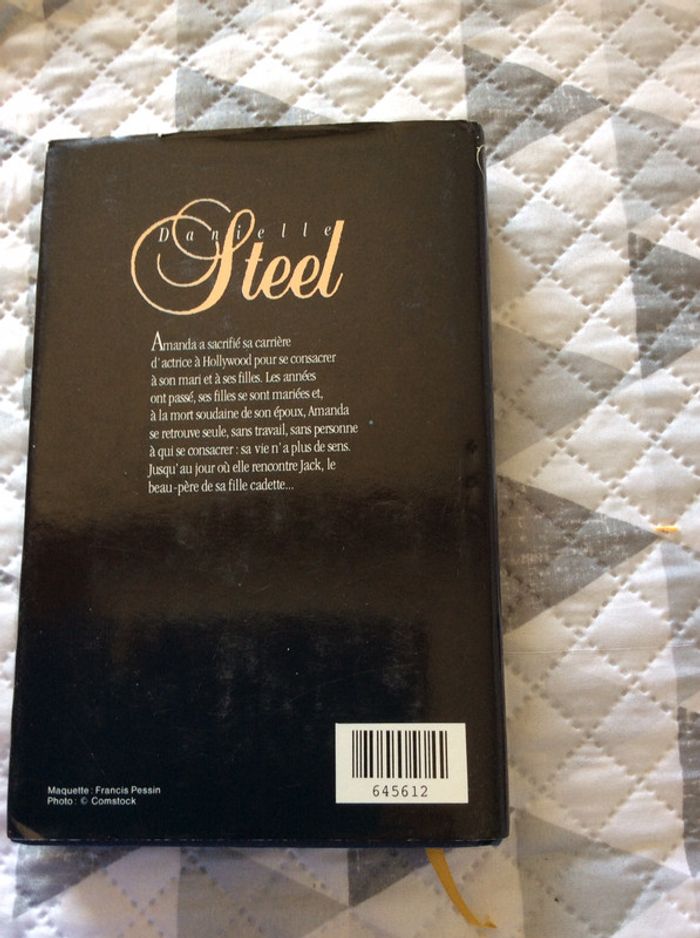 Danielle
Steel
Amanda a sacrifié sa carrière
d'actrice à Hollywood pour se consacrer
à son mari et à ses filles. Les années
ont passé, ses filles se sont mariées et,
à la mort soudaine de son époux, Amanda
se retrouve seule, sans travail, sans personne
à qui se consacrer : sa vie n'a plus de sens.
Jusqu'au jour où elle rencontre Jack, le
beau-père de sa fille cadette...
Maquette : Francis Pessin
Photo : © Comstock
645612